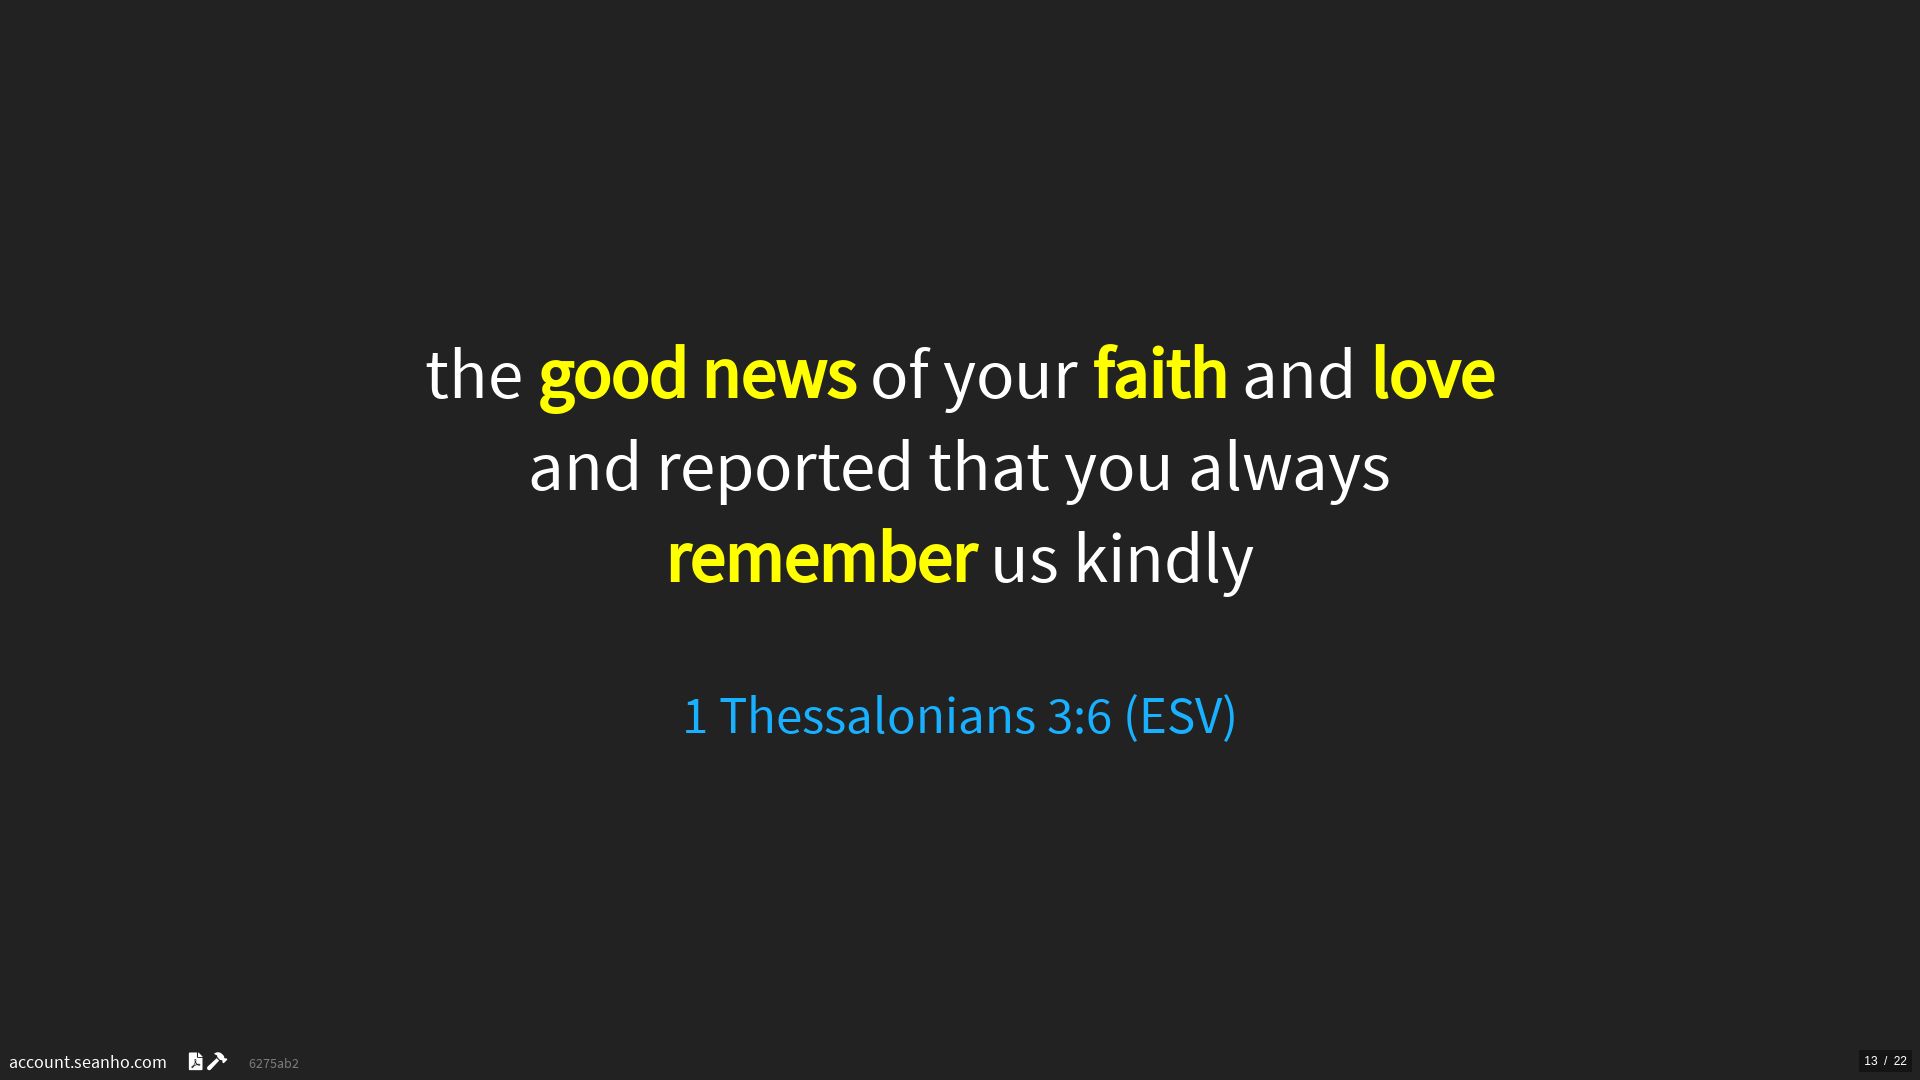 the good news of your faith and love
and reported that you always
remember us kindly
1 Thessalonians 3:6 (ESV)
account.seanho.com 6275ab2
13 / 22